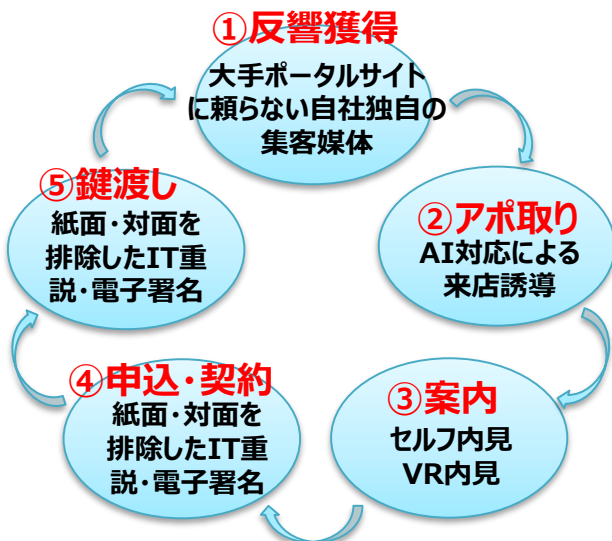 ①反響獲得
大手ポータルサイト
に頼らない自社独自の
集客媒体
②アポ取り
AI対応による
来店誘導
③案内
セルフ内見
VR内見
④申込・契約
紙面・対面を
排除したIT重
説・電子署名
⑤鍵渡し
紙面・対面を
排除したIT重
説・電子署名